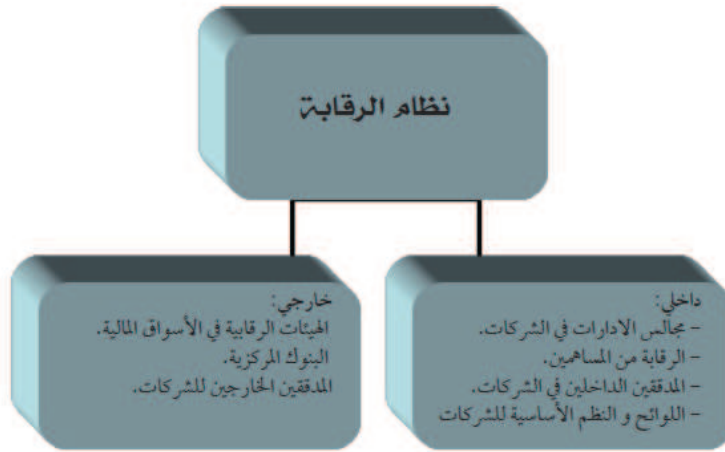 نظام الرقابة
داخلي:
- مجالس الادارات في الشركات.
- الرقابة من المساهمين.
- المدققين الداخلين في الشركات.
- اللوائح و النظم الأساسية للشركات
خارجي:
الهيئات الرقابية في الأسواق المالية.
البنوك المركزية.
المدققين الخارجين للشركات.